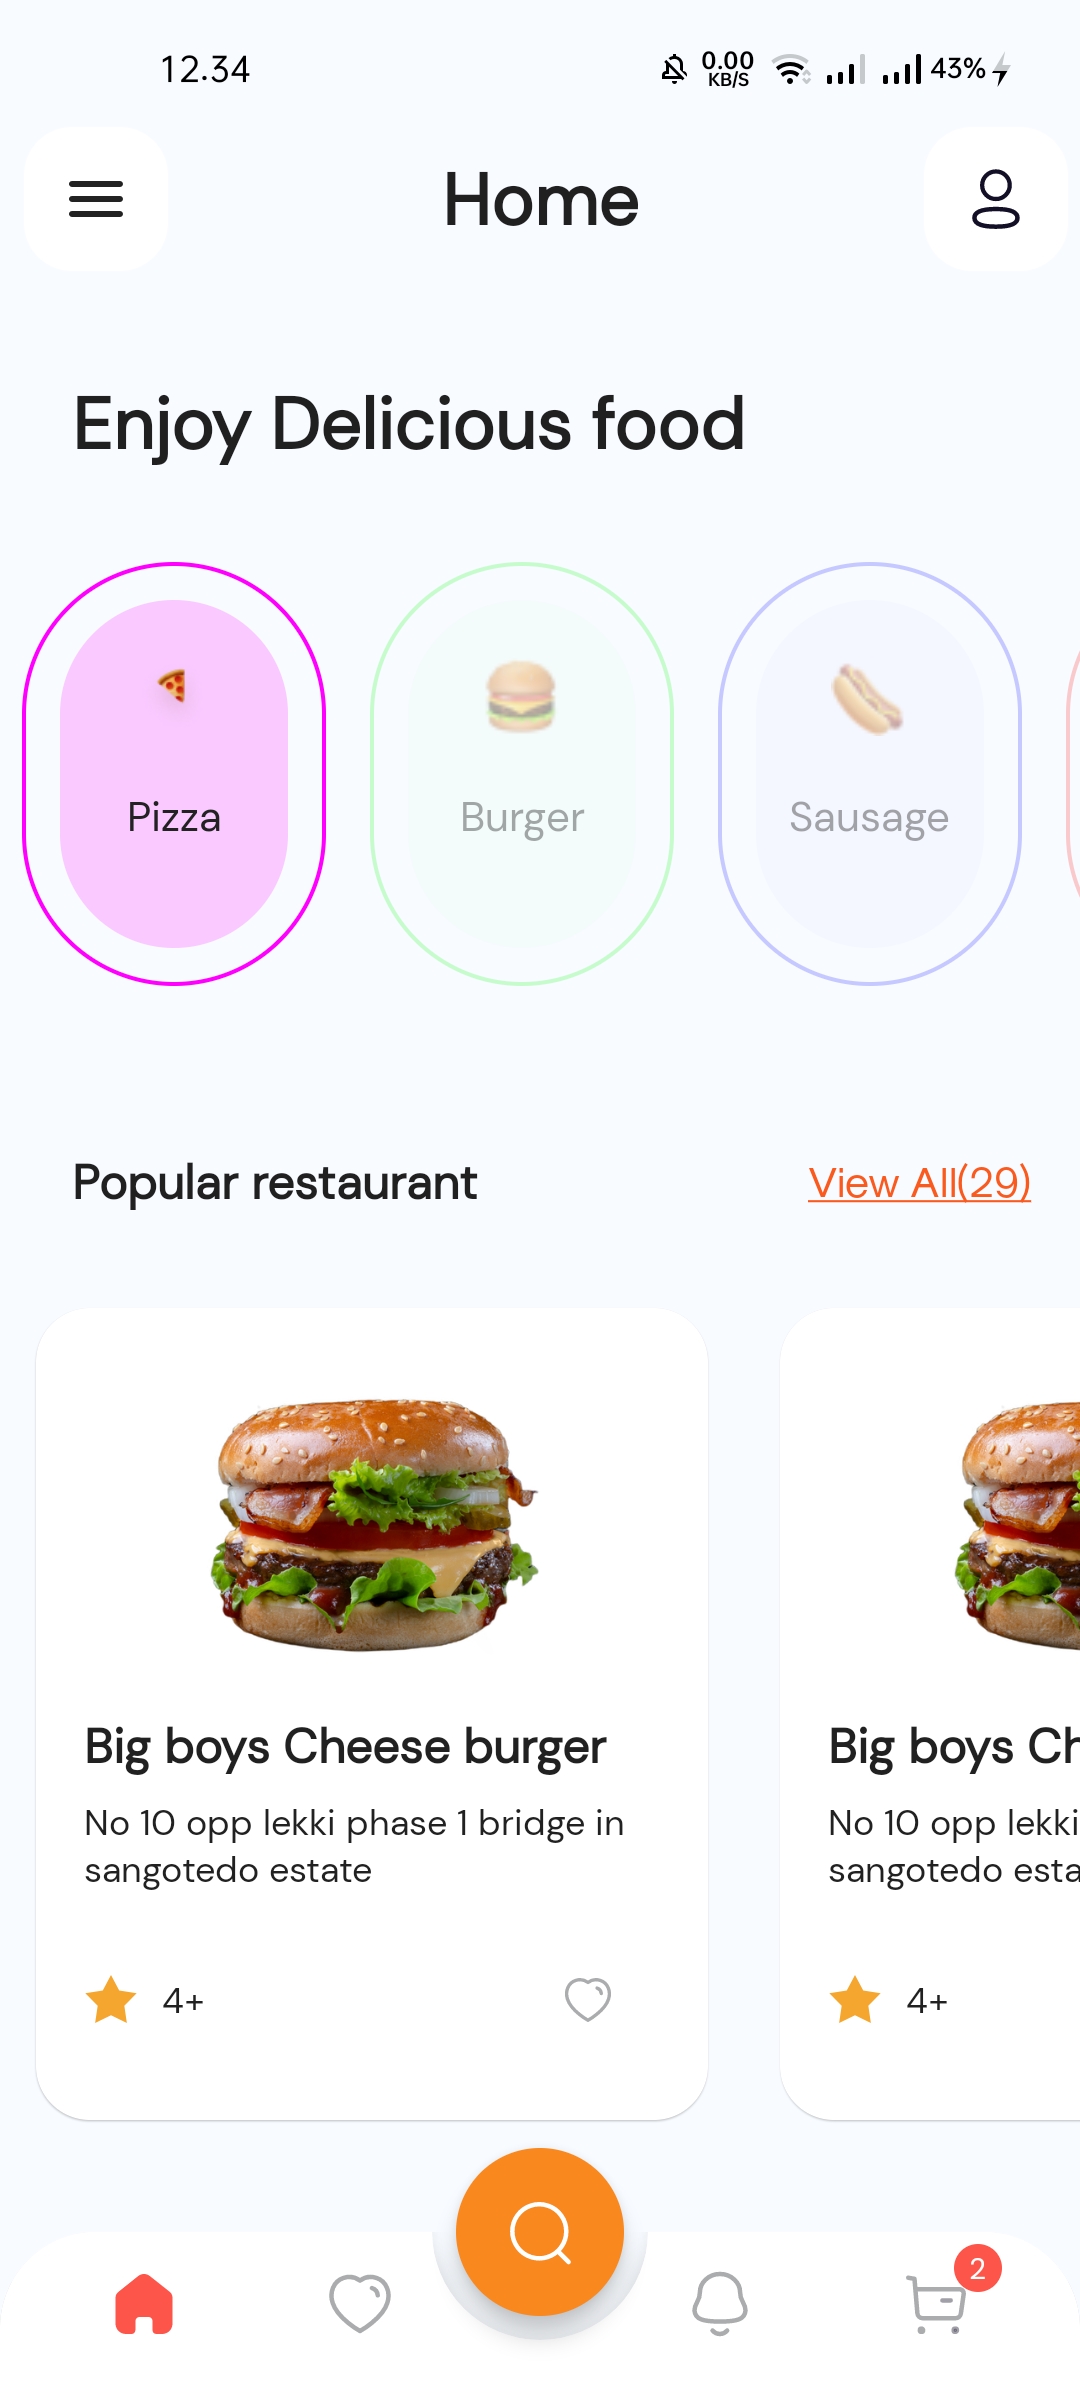 12.34
0.00
KB/S
43%
Home
Enjoy Delicious food
Pizza
Burger
Sausage
Popular restaurant
View All(29)
Big boys Cheese burger
No 10 opp lekki phase 1 bridge in
sangotedo estate
4+
Big boys Ch
No 10 opp lekki
sangotedo esta
4+
2